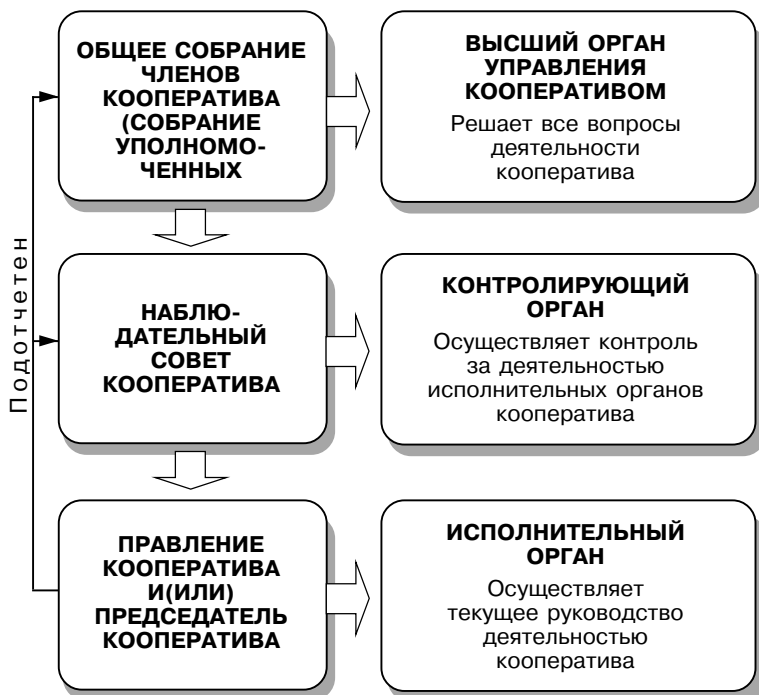 ОБЩЕЕ СОБРАНИЕ
ЧЛЕНОВ
КООПЕРАТИВА
(СОБРАНИЕ
УПОЛНОМО-
ЧЕННЫХ
ВЫСШИЙ ОРГАН
УПРАВЛЕНИЯ
КООПЕРАТИВОМ
Решает все вопросы
деятельности
кооператива
Подотчетен
НАБЛЮ-
ДАТЕЛЬНЫЙ
СОВЕТ
КООПЕРАТИВА
КОНТРОЛИРУЮЩИЙ
ОРГАН
Осуществляет контроль
за деятельностью
исполнительных органов
кооператива
ПРАВЛЕНИЕ
КООПЕРАТИВА
И(ИЛИ)
ПРЕДСЕДАТЕЛЬ
КООПЕРАТИВА
ИСПОЛНИТЕЛЬНЫЙ
ОРГАН
Осуществляет
текущее руководство
деятельностью
кооператива